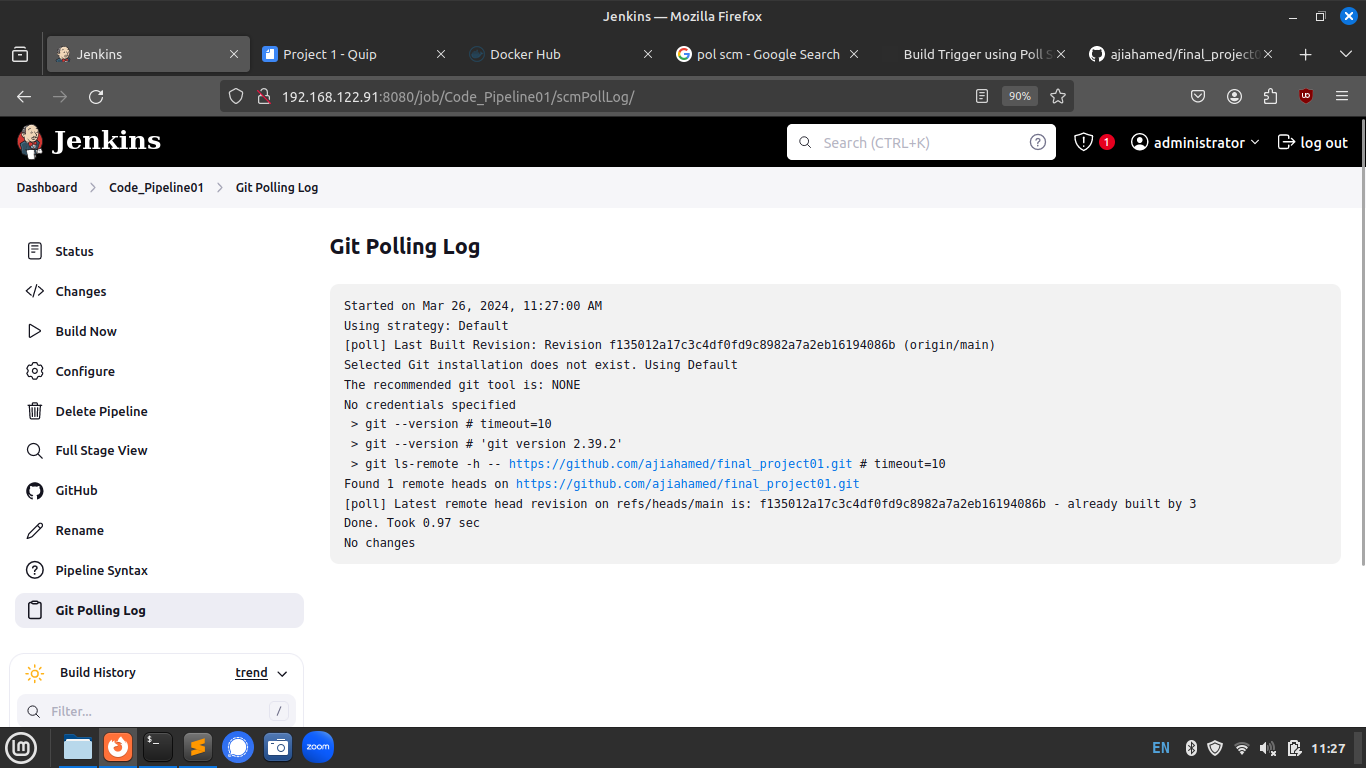 Jenkins — Mozilla Firefox
Jenkins
Project 1 - Quip
Docker Hub
pol scm - Google Search
Build Trigger using Poll S
ajiahamed/final_project0
192.168.122.91:8080/job/Code_Pipeline01/scmPollLog/
90%
Jenkins
Search (CTRL+K)
1
administrator
log out
Dashboard
Code_Pipeline01
Git Polling Log
Status
Changes
Build Now
Configure
Delete Pipeline
Full Stage View
GitHub
Rename
Pipeline Syntax
Git Polling Log
Build History
trend
Filter...
/
Git Polling Log
Started on Mar 26, 2024, 11:27:00 AM
Using strategy: Default
[poll] Last Built Revision: Revision f135012a17c3c4df0fd9c8982a7a2eb16194086b (origin/main)
Selected Git installation does not exist. Using Default
The recommended git tool is: NONE
No credentials specified
> git --version # timeout=10
> git --version # 'git version 2.39.2'
> git ls-remote -h -- https://github.com/ajiahamed/final_project01.git # timeout=10
Found 1 remote heads on https://github.com/ajiahamed/final_project01.git
[poll] Latest remote head revision on refs/heads/main is: f135012a17c3c4df0fd9c8982a7a2eb16194086b - already built by 3
Done. Took 0.97 sec
No changes
zoom
EN
11:27